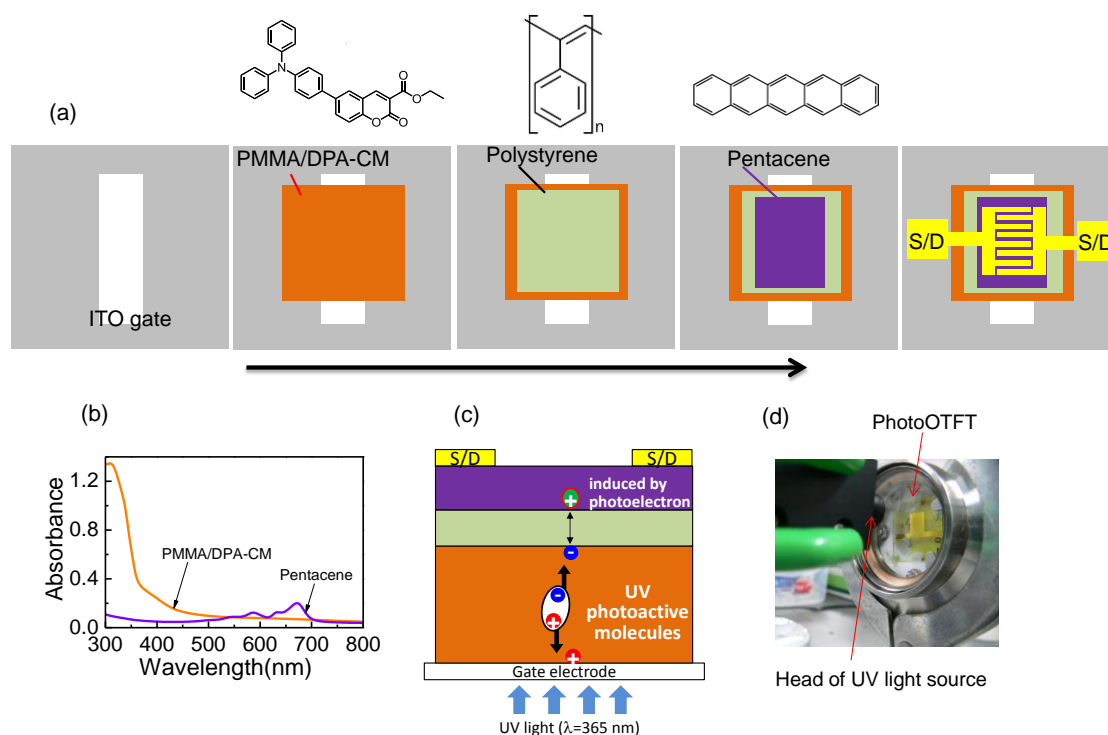 N
O
O
O
O
n
(a)
PMMA/DPA-CM
Polystyrene
Pentacene
ITO gate
S/D
S/D
(b)
(c)
(d)
PhotoOTFT
1.2
0.8
0.4
0.0
Absorbance
PMMA/DPA-CM
Pentacene
300 400 500 600 700 800
Wavelength(nm)
S/D
S/D
induced by
photoelectron
+
-
-
+
UV
photoactive
molecules
+
Gate electrode
UV light (λ=365 nm)
Head of UV light source